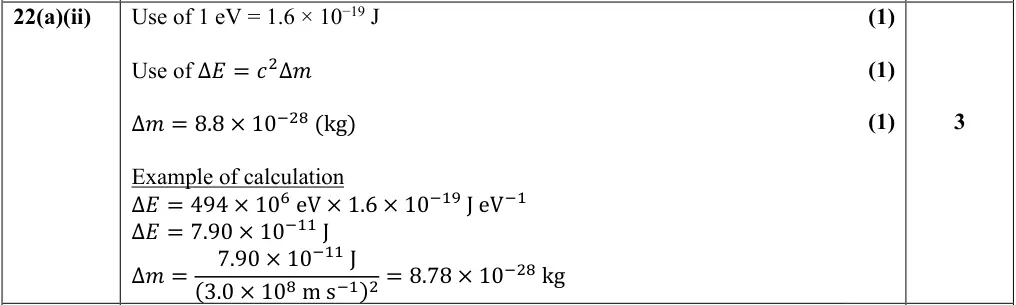 22(a)(ii) Use of 1 eV = 1.6 × 10⁻¹⁹ J (1)
Use of Δ𝐸 = 𝑐²Δ𝑚 (1)
Δ𝑚 = 8.8 × 10⁻²⁸ (kg) (1) 3
Example of calculation
Δ𝐸 = 494 × 10⁶ eV × 1.6 × 10⁻¹⁹ J eV⁻¹
Δ𝐸 = 7.90 × 10⁻¹¹ J
Δ𝑚 = 7.90 × 10⁻¹¹ J / (3.0 × 10⁸ m s⁻¹)² = 8.78 × 10⁻²⁸ kg